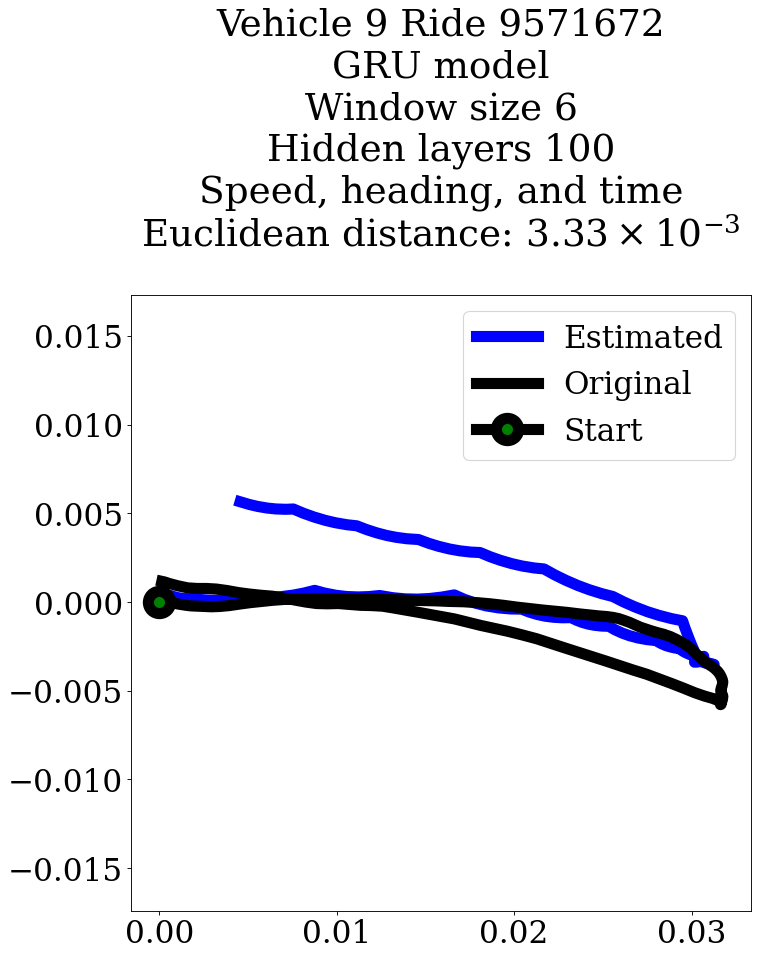 Vehicle 9 Ride 9571672
GRU model
Window size 6
Hidden layers 100
Speed, heading, and time
Euclidean distance: 3.33 × 10⁻³
Estimated
Original
Start
0.015
0.010
0.005
0.000
−0.005
−0.010
−0.015
0.00 0.01 0.02 0.03